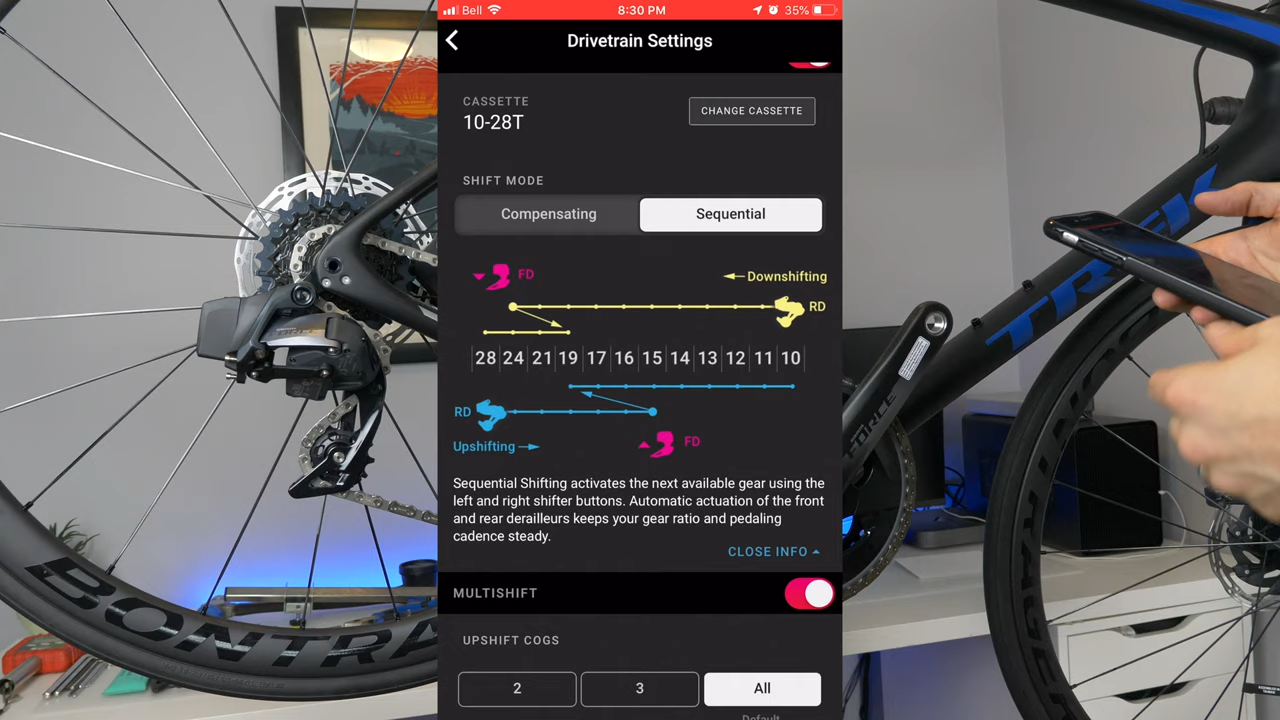 Bell
8:30 PM
35%
Drivetrain Settings
CASSETTE
10-28T
CHANGE CASSETTE
SHIFT MODE
Compensating
Sequential
FD
Downshifting
RD
28 24 21 19 17 16 15 14 13 12 11 10
RD
Upshifting
FD
Sequential Shifting activates the next available gear using the
left and right shifter buttons. Automatic actuation of the front
and rear derailleurs keeps your gear ratio and pedaling
cadence steady.
CLOSE INFO
MULTISHIFT
UPSHIFT COGS
2
3
All
Default
BONTRA
TREK
FORCE